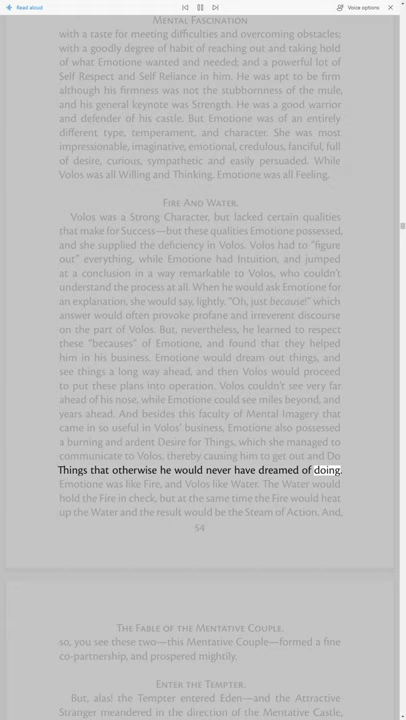 Read aloud
Voice options
Mental Fascination
with a taste for meeting difficulties and overcoming obstacles;
with a goodly degree of habit of reaching out and taking hold
of what Emotione wanted and needed; and a powerful lot of
Self Respect and Self Reliance in him. He was apt to be firm
although his firmness was not the stubbornness of the mule,
and his general keynote was Strength. He was a good warrior
and defender of his castle. But Emotione was of an entirely
different type, temperament, and character. She was most
impressionable, imaginative, emotional, credulous, fanciful, full
of desire, curious, sympathetic and easily persuaded. While
Volos was all Willing and Thinking. Emotione was all Feeling.
Fire And Water.
Volos was a Strong Character, but lacked certain qualities
that make for Success—but these qualities Emotione possessed,
and she supplied the deficiency in Volos. Volos had to "figure
out" everything, while Emotione had Intuition, and jumped
at a conclusion in a way remarkable to Volos, who couldn't
understand the process at all. When he would ask Emotione for
an explanation, she would say, lightly, "Oh, just because!" which
answer would often provoke profane and irreverent discourse
on the part of Volos. But, nevertheless, he learned to respect
these "becauses" of Emotione, and found that they helped
him in his business. Emotione would dream out things, and
see things a long way ahead, and then Volos would proceed
to put these plans into operation. Volos couldn't see very far
ahead of his nose, while Emotione could see miles beyond, and
years ahead. And besides this faculty of Mental Imagery that
came in so useful in Volos' business, Emotione also possessed
a burning and ardent Desire for Things, which she managed to
communicate to Volos, thereby causing him to get out and Do
Things that otherwise he would never have dreamed of doing.
Emotione was like Fire, and Volos like Water. The Water would
hold the Fire in check, but at the same time the Fire would heat
up the Water and the result would be the Steam of Action. And,
54
The Fable of the Mentative Couple.
so, you see these two—this Mentative Couple—formed a fine
co-partnership, and prospered mightily.
Enter the Tempter.
But, alas! the Tempter entered Eden—and the Attractive
Stranger meandered in the direction of the Mentative Castle,